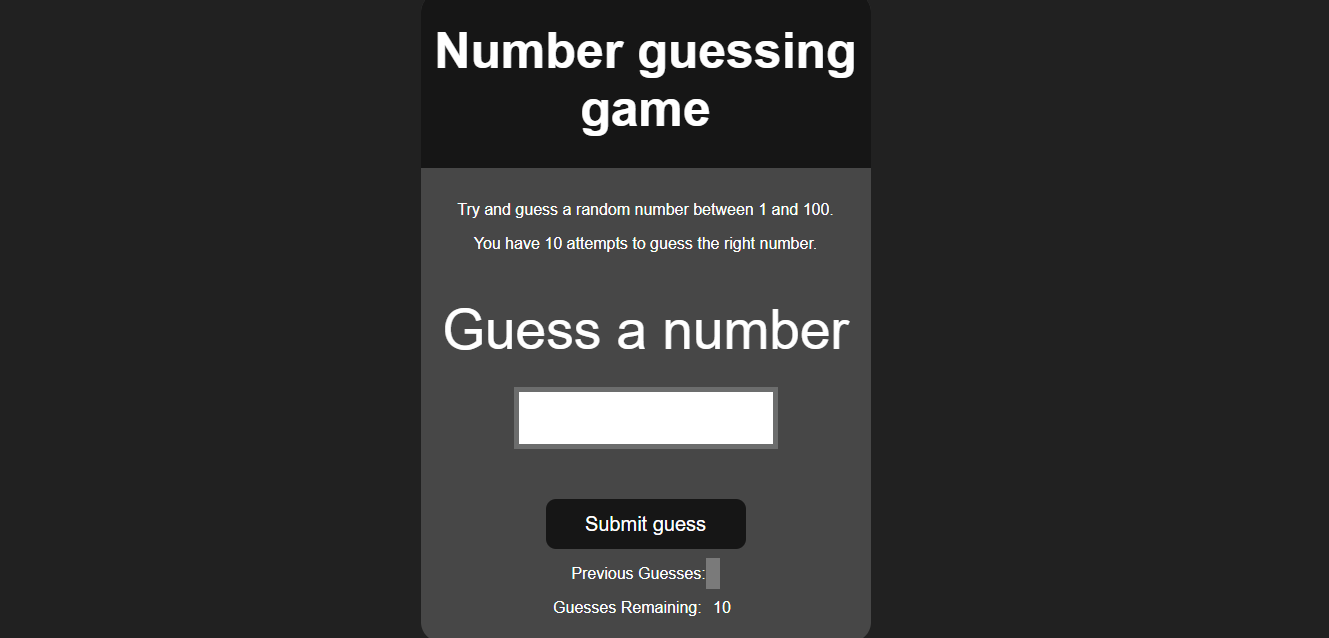 Number guessing
game
Try and guess a random number between 1 and 100.
You have 10 attempts to guess the right number.
Guess a number
Submit guess
Previous Guesses:
Guesses Remaining: 10